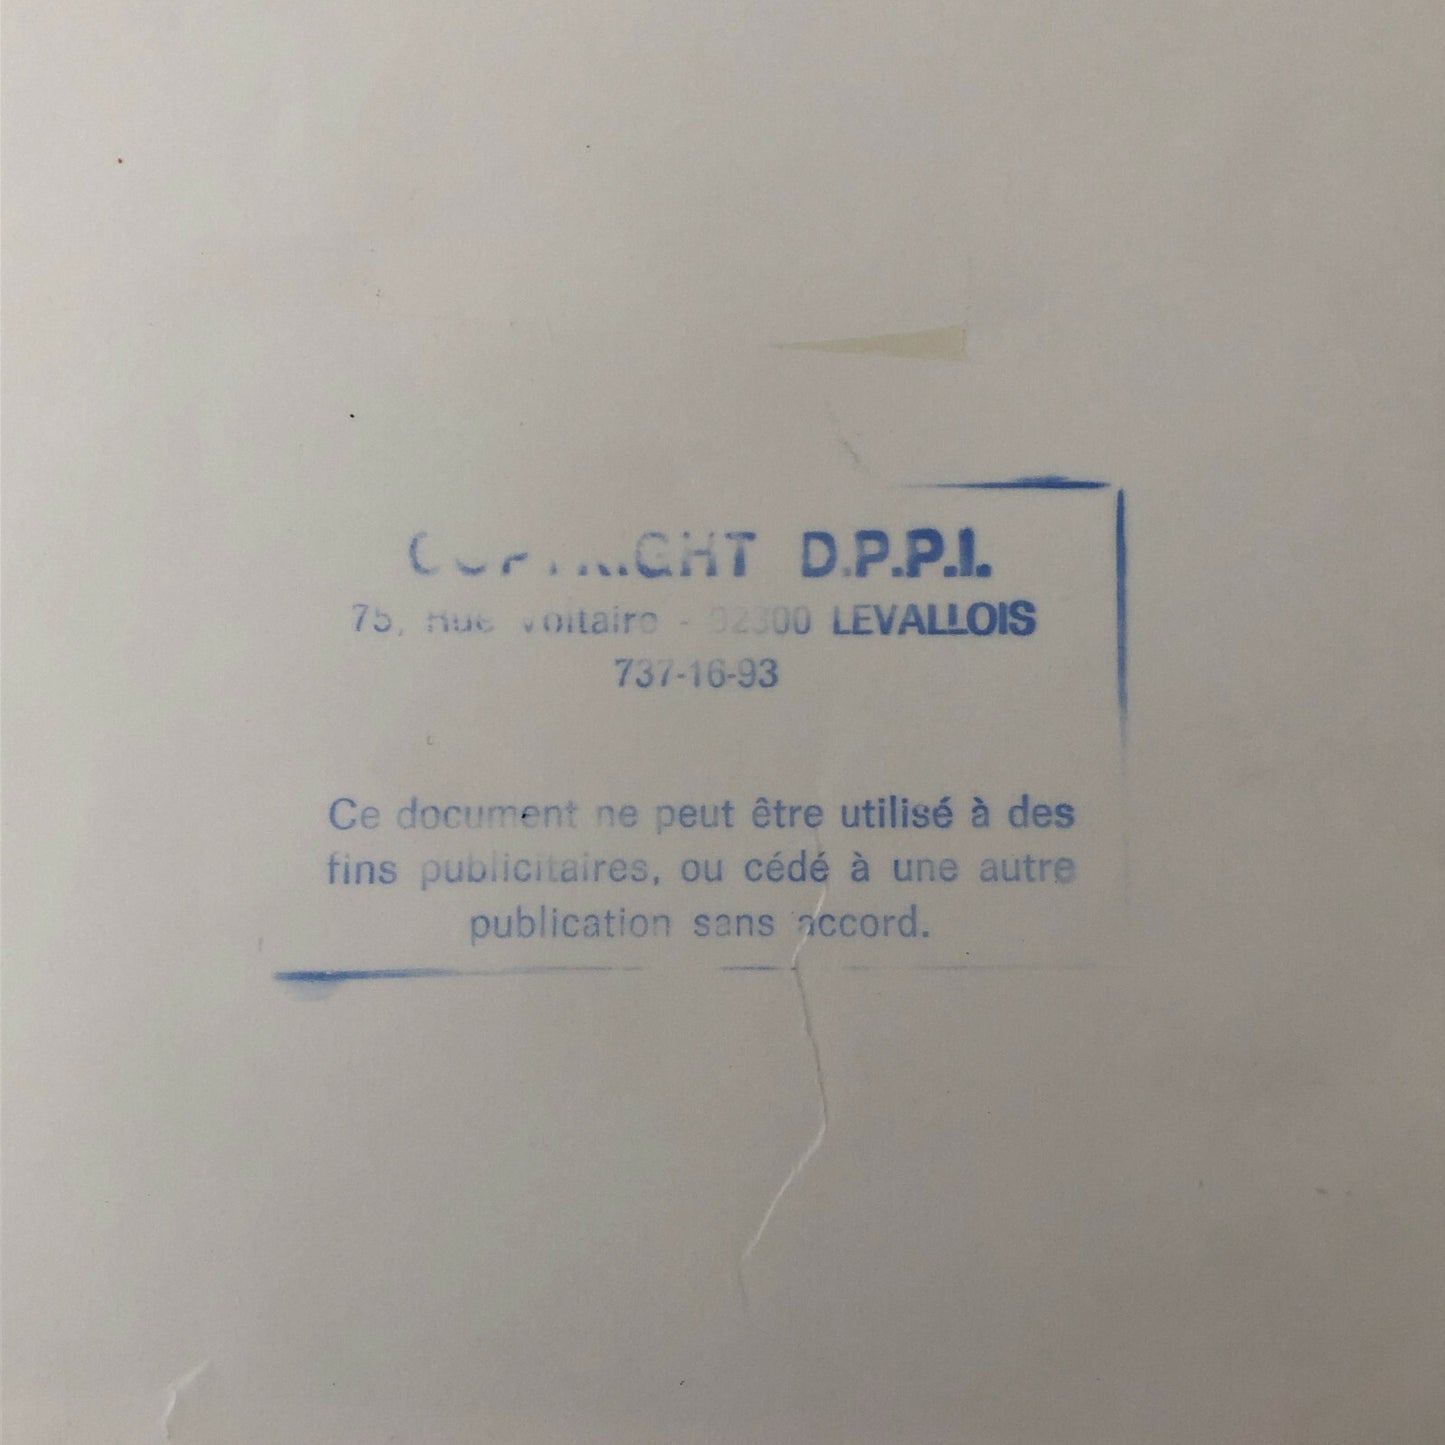 COPYRIGHT D.P.P.I.
75, Rue Voltaire - 92300 LEVALLOIS
737-16-93
Ce document ne peut être utilisé à des
fins publicitaires, ou cédé à une autre
publication sans accord.